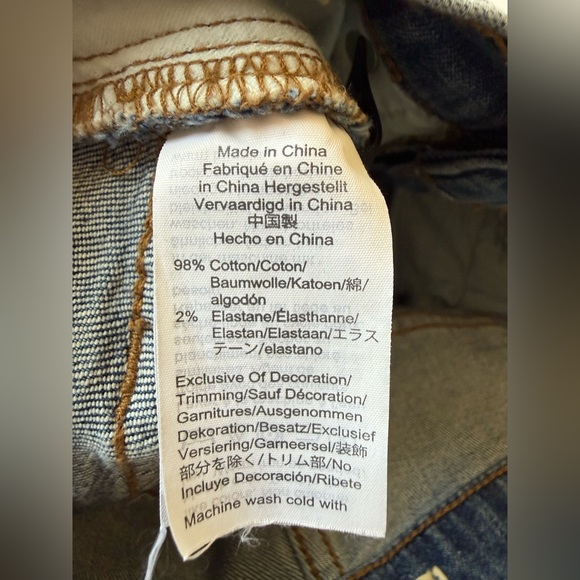 Made in China
Fabriqué en Chine
in China Hergestellt
Vervaardigd in China
中国製
Hecho en China
98% Cotton/Coton/
Baumwolle/Katoen/綿/
algodón
2% Elastane/Élasthanne/
Elastan/Elastaan/エラス
テーン/elastano
Exclusive Of Decoration/
Trimming/Sauf Décoration/
Garnitures/Ausgenommen
Dekoration/Besatz/Exclusief
Versiering/Garneersel/装飾
部分を除く/トリム部/No
Incluye Decoración/Ribete
Machine wash cold with